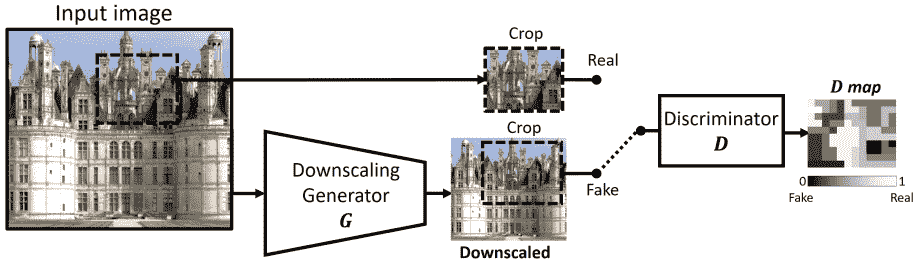 Input image
Crop
Real
Downscaling
Generator
G
Crop
Fake
Downscaled
Discriminator
D
D map
0 1
Fake Real